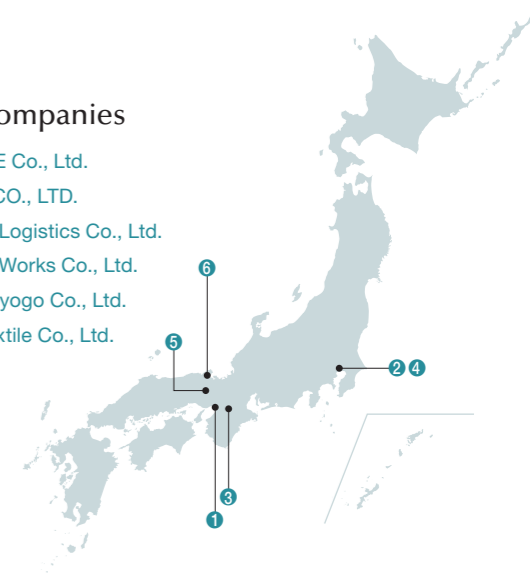 ompanies
E Co., Ltd.
CO., LTD.
Logistics Co., Ltd.
Works Co., Ltd.
yogo Co., Ltd.
xtile Co., Ltd.
6
5
2 4
3
1